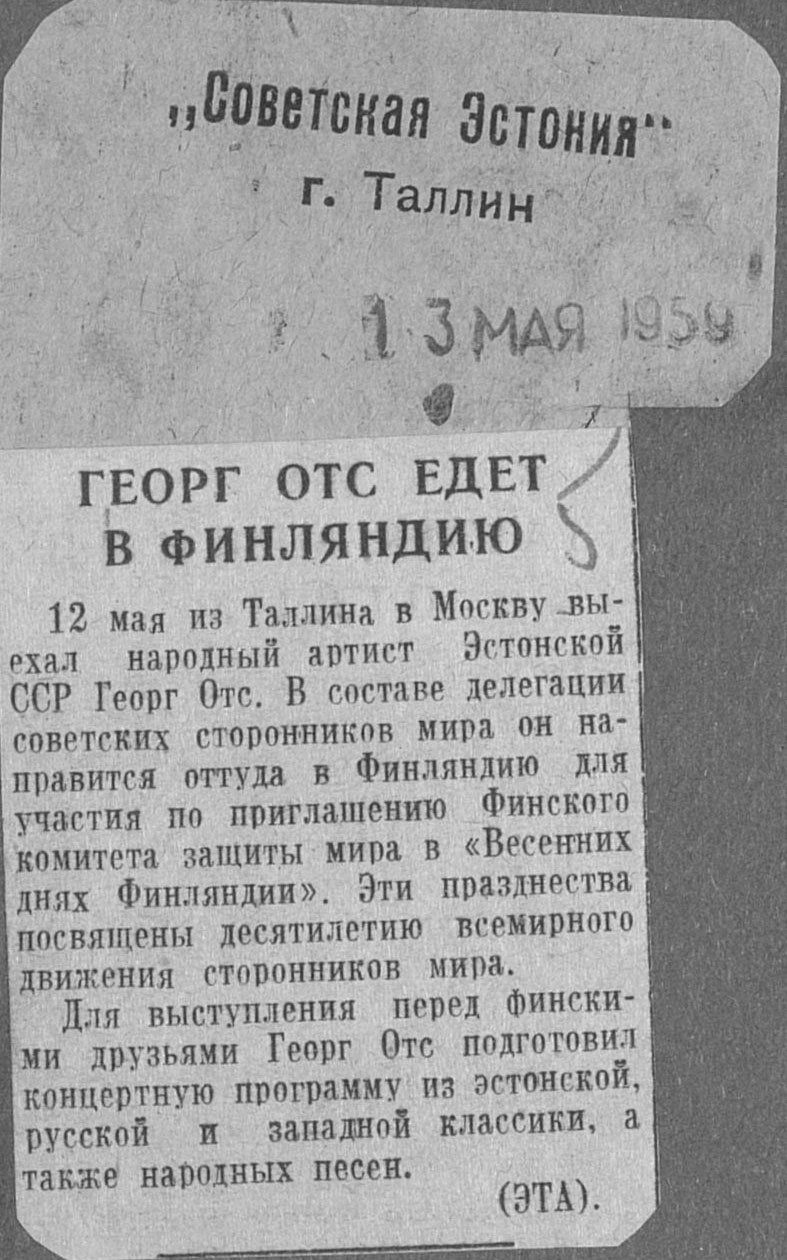 „Советская Эстония“
г. Таллин
13 МАЯ 1959
ГЕОРГ ОТС ЕДЕТ
В ФИНЛЯНДИЮ
12 мая из Таллина в Москву вы-
ехал народный артист Эстонской
ССР Георг Отс. В составе делегации
советских сторонников мира он на-
правится оттуда в Финляндию для
участия по приглашению Финского
комитета защиты мира в «Весенних
днях Финляндии». Эти празднества
посвящены десятилетию всемирного
движения сторонников мира.
Для выступления перед фински-
ми друзьями Георг Отс подготовил
концертную программу из эстонской,
русской и западной классики, а
также народных песен.
(ЭТА).